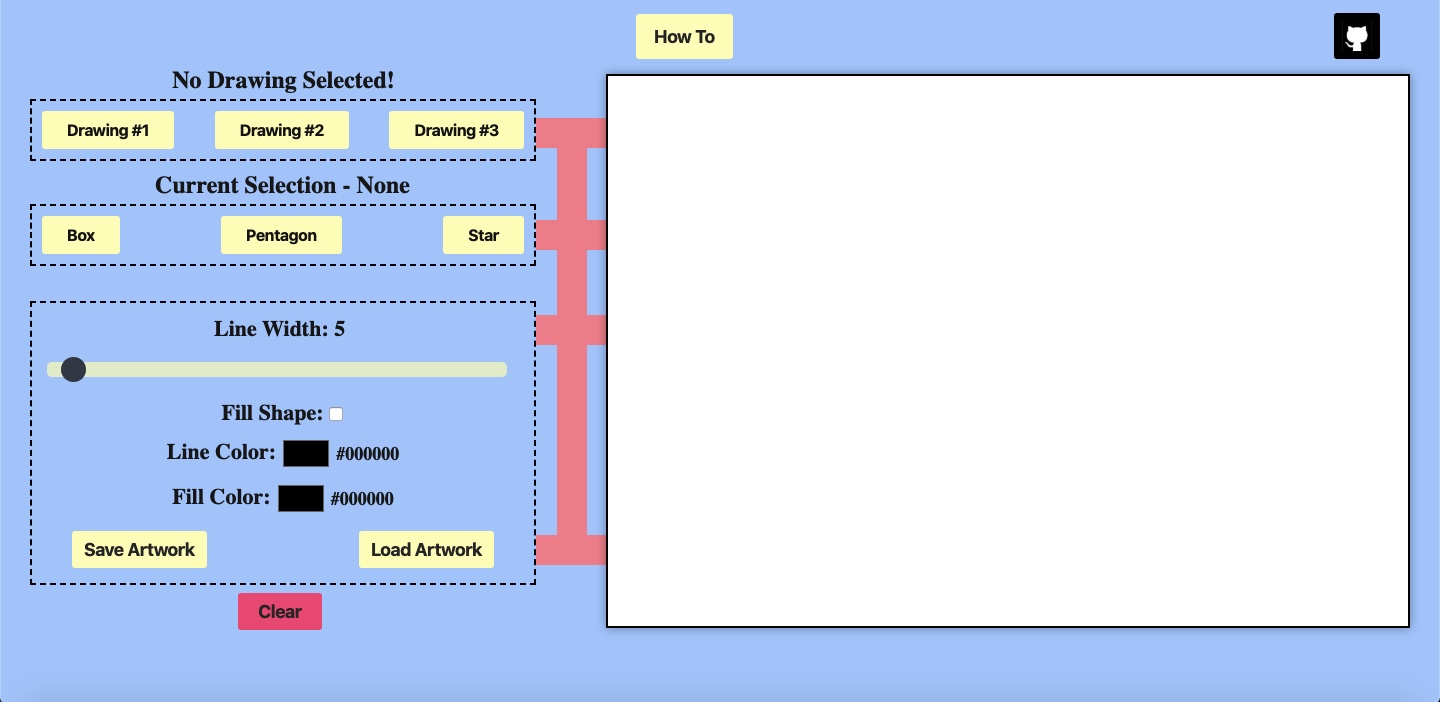 How To
No Drawing Selected!
Drawing #1 Drawing #2 Drawing #3
Current Selection - None
Box Pentagon Star
Line Width: 5
Fill Shape:
Line Color: #000000
Fill Color: #000000
Save Artwork Load Artwork
Clear